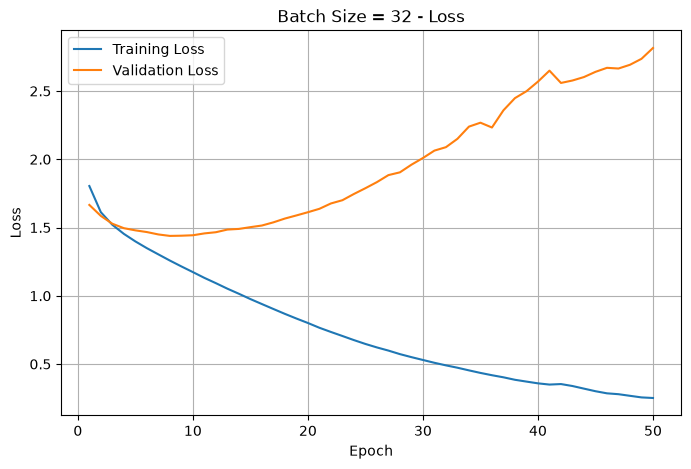 Batch Size = 32 - Loss
Training Loss
Validation Loss
2.5
2.0
1.5
1.0
0.5
Loss
0 10 20 30 40 50
Epoch